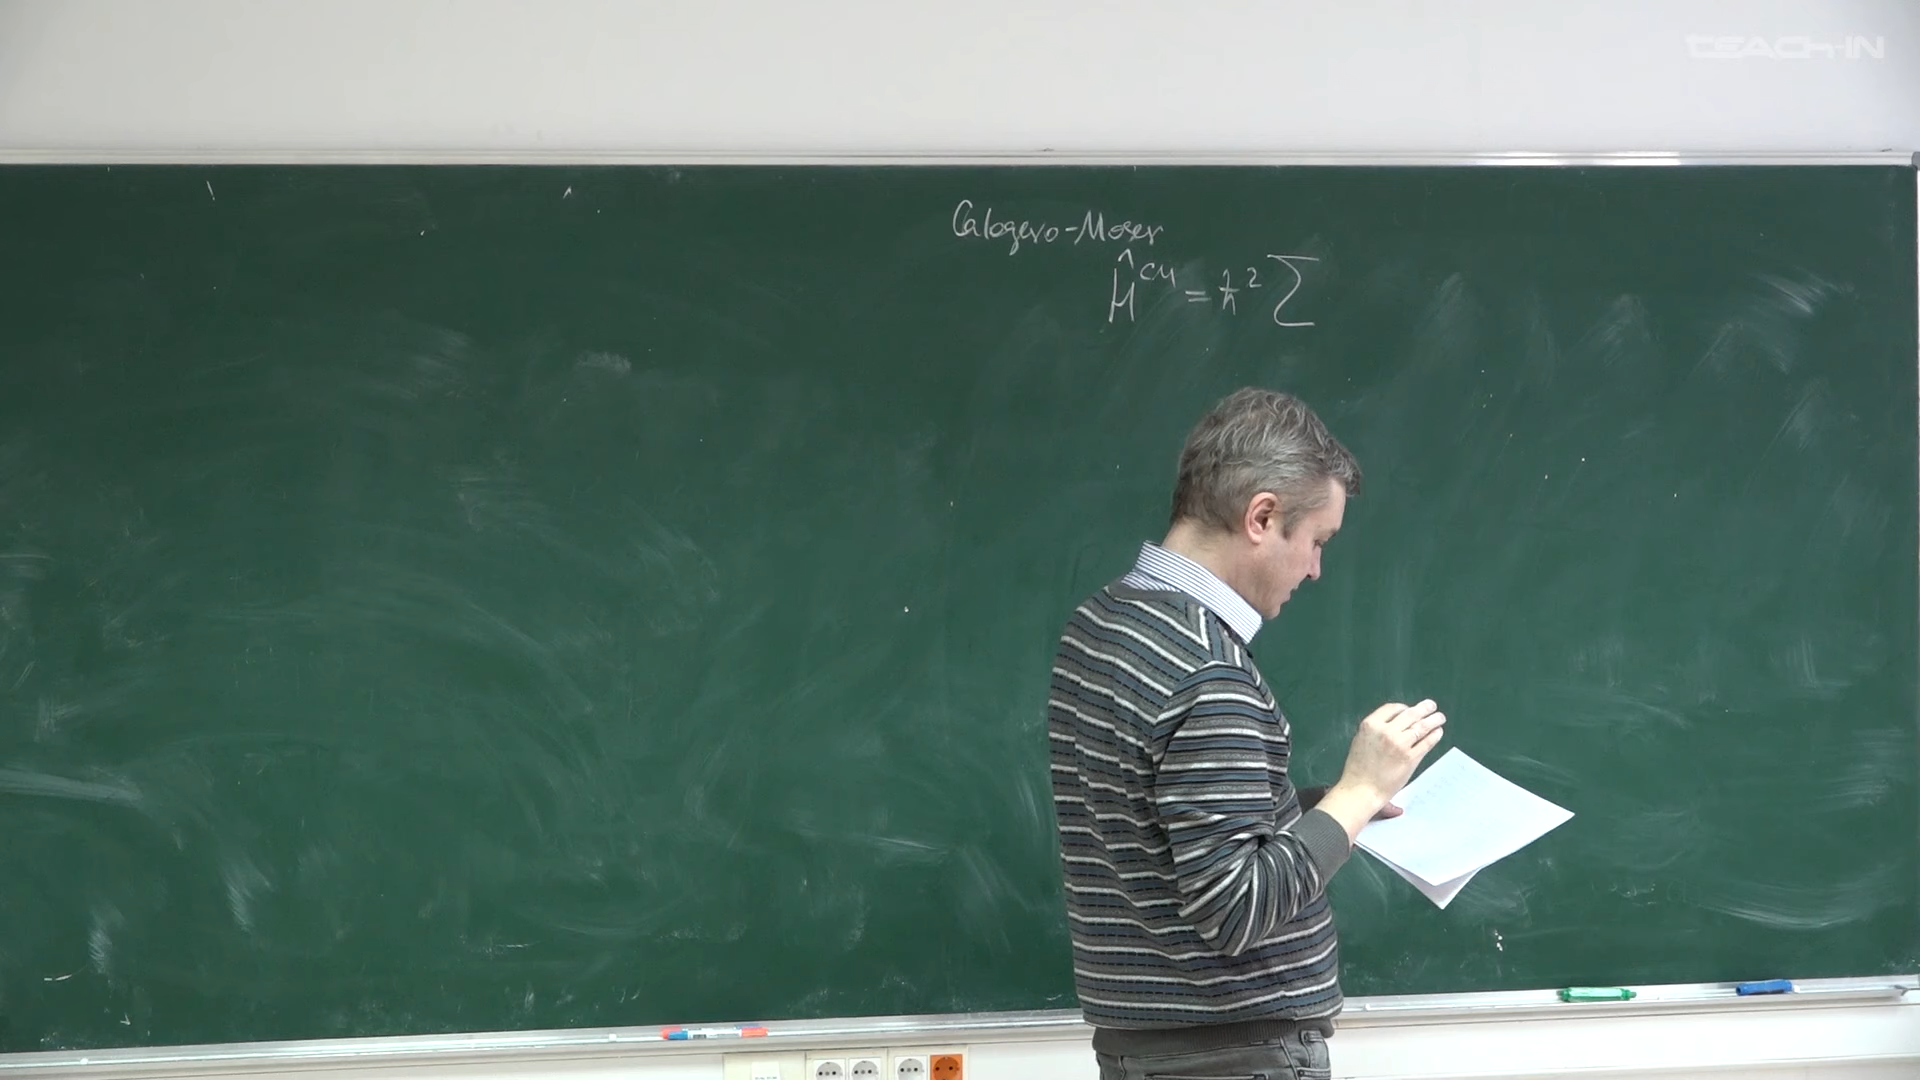 TEACH-IN
Calogero-Moser
Ĥ^CM = ħ² Σ